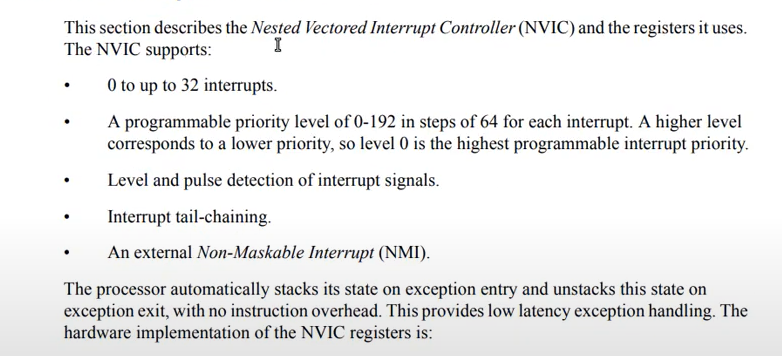 This section describes the Nested Vectored Interrupt Controller (NVIC) and the registers it uses.
The NVIC supports:
• 0 to up to 32 interrupts.
• A programmable priority level of 0-192 in steps of 64 for each interrupt. A higher level
corresponds to a lower priority, so level 0 is the highest programmable interrupt priority.
• Level and pulse detection of interrupt signals.
• Interrupt tail-chaining.
• An external Non-Maskable Interrupt (NMI).
The processor automatically stacks its state on exception entry and unstacks this state on
exception exit, with no instruction overhead. This provides low latency exception handling. The
hardware implementation of the NVIC registers is: